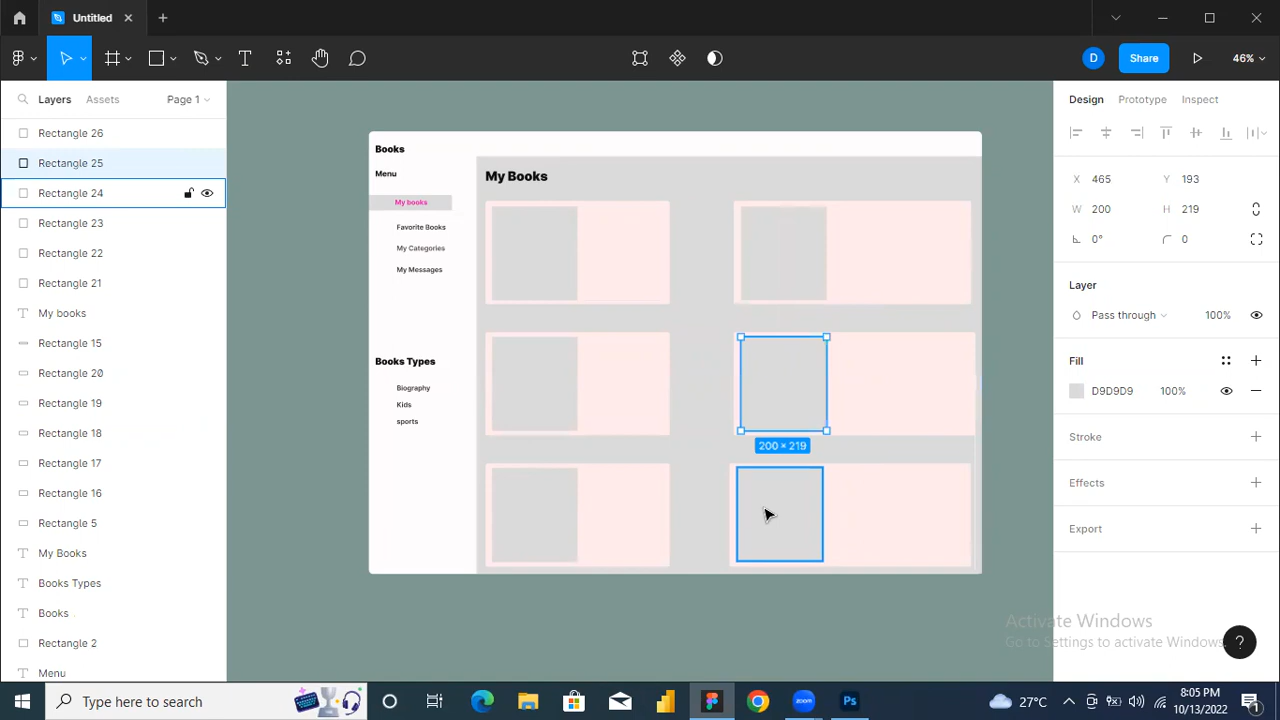 Untitled
D
Share
46%
Layers
Assets
Page 1
Rectangle 26
Rectangle 25
Rectangle 24
Rectangle 23
Rectangle 22
Rectangle 21
My books
Rectangle 15
Rectangle 20
Rectangle 19
Rectangle 18
Rectangle 17
Rectangle 16
Rectangle 5
My Books
Books Types
Books
Rectangle 2
Menu
Books
Menu
My books
Favorite Books
My Categories
My Messages
Books Types
Biography
Kids
sports
My Books
200 × 219
Design
Prototype
Inspect
X 465 Y 193
W 200 H 219
0° 0
Layer
Pass through 100%
Fill
D9D9D9 100%
Stroke
Effects
Export
Activate Windows
Go to Settings to activate Windows.
?
Type here to search
zoom
Ps
27°C
8:05 PM
10/13/2022
1